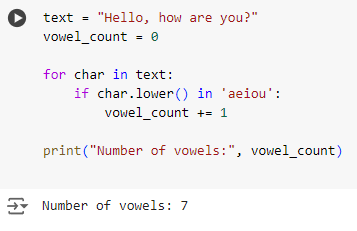 text = "Hello, how are you?"
vowel_count = 0
for char in text:
    if char.lower() in 'aeiou':
        vowel_count += 1
print("Number of vowels:", vowel_count)
Number of vowels: 7